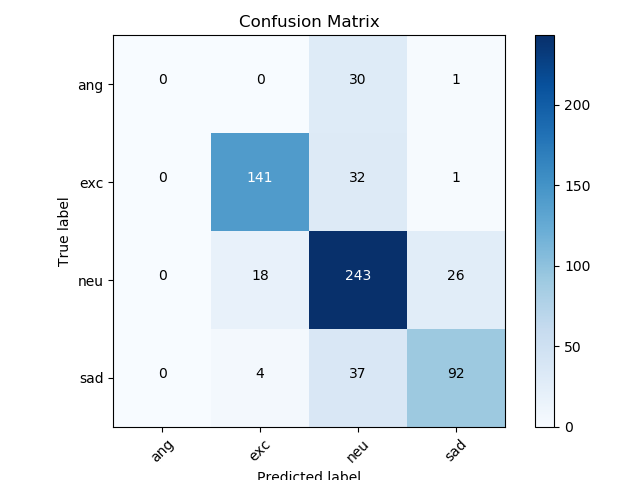 Confusion Matrix
ang 0 0 30 1
exc 0 141 32 1
neu 0 18 243 26
sad 0 4 37 92
ang exc neu sad
True label
Predicted label
200
150
100
50
0